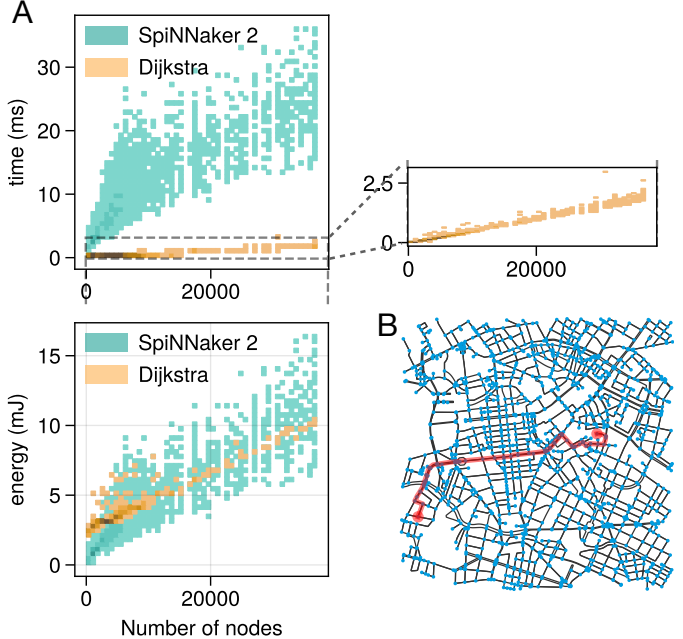 A
SpiNNaker 2
Dijkstra
time (ms)
30
20
10
0
0
20000
2.5
0
0
20000
B
SpiNNaker 2
Dijkstra
energy (mJ)
15
10
5
0
0
20000
Number of nodes